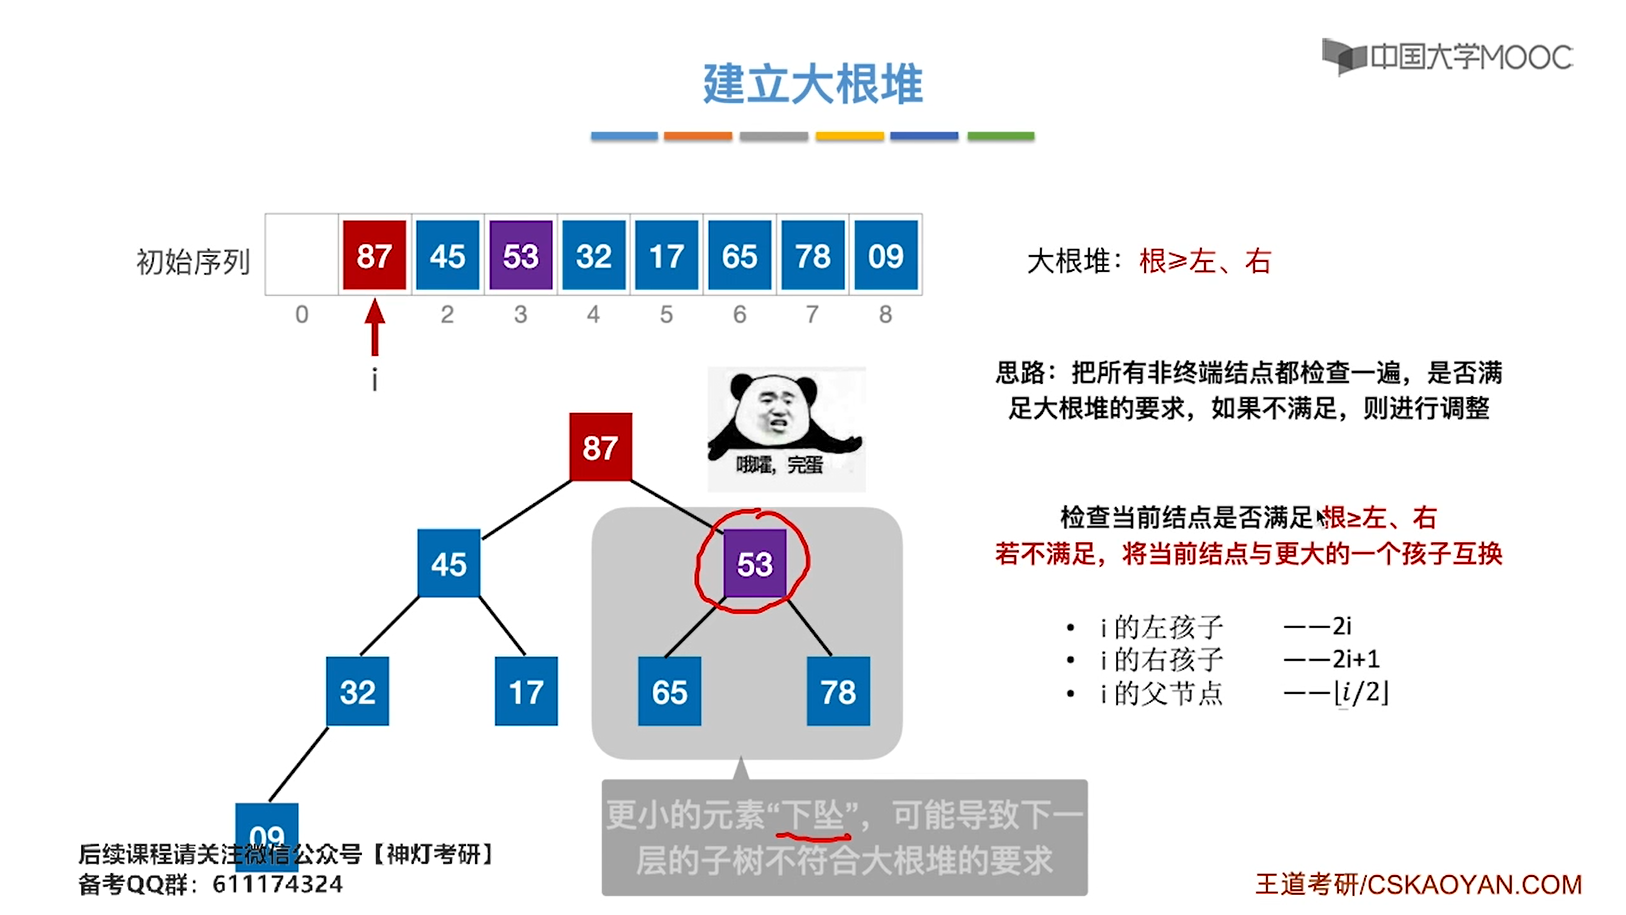 中国大学MOOC
建立大根堆
初始序列
87 45 53 32 17 65 78 09
0 2 3 4 5 6 7 8
i
大根堆：根≥左、右
思路：把所有非终端结点都检查一遍，是否满
足大根堆的要求，如果不满足，则进行调整
哦嚯，完蛋
87
45 53
32 17 65 78
09
检查当前结点是否满足根≥左、右
若不满足，将当前结点与更大的一个孩子互换
• i 的左孩子 ——2i
• i 的右孩子 ——2i+1
• i 的父节点 ——⌊i/2⌋
更小的元素“下坠”，可能导致下一
层的子树不符合大根堆的要求
后续课程请关注微信公众号【神灯考研】
备考QQ群：611174324
王道考研/CSKAOYAN.COM